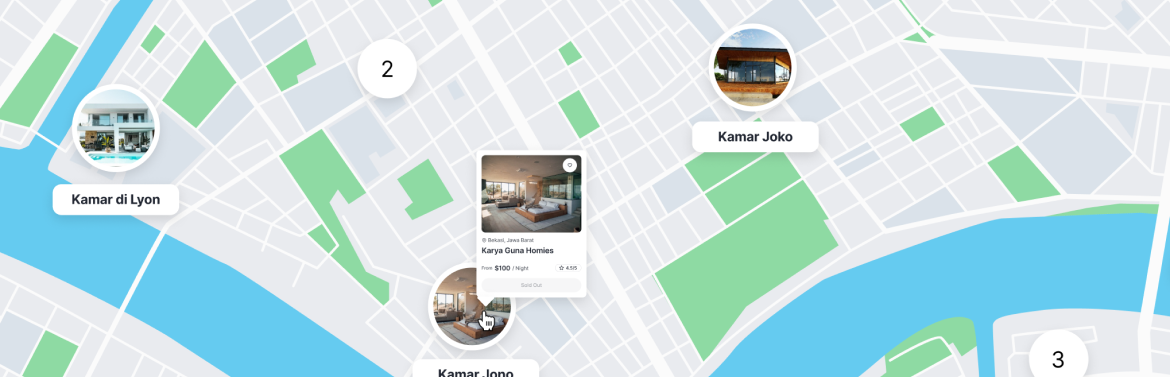 2
Kamar Joko
Kamar di Lyon
Bekasi, Jawa Barat
Karya Guna Homies
From $100 / Night
4.5/5
Sold Out
Kamar Jono
3